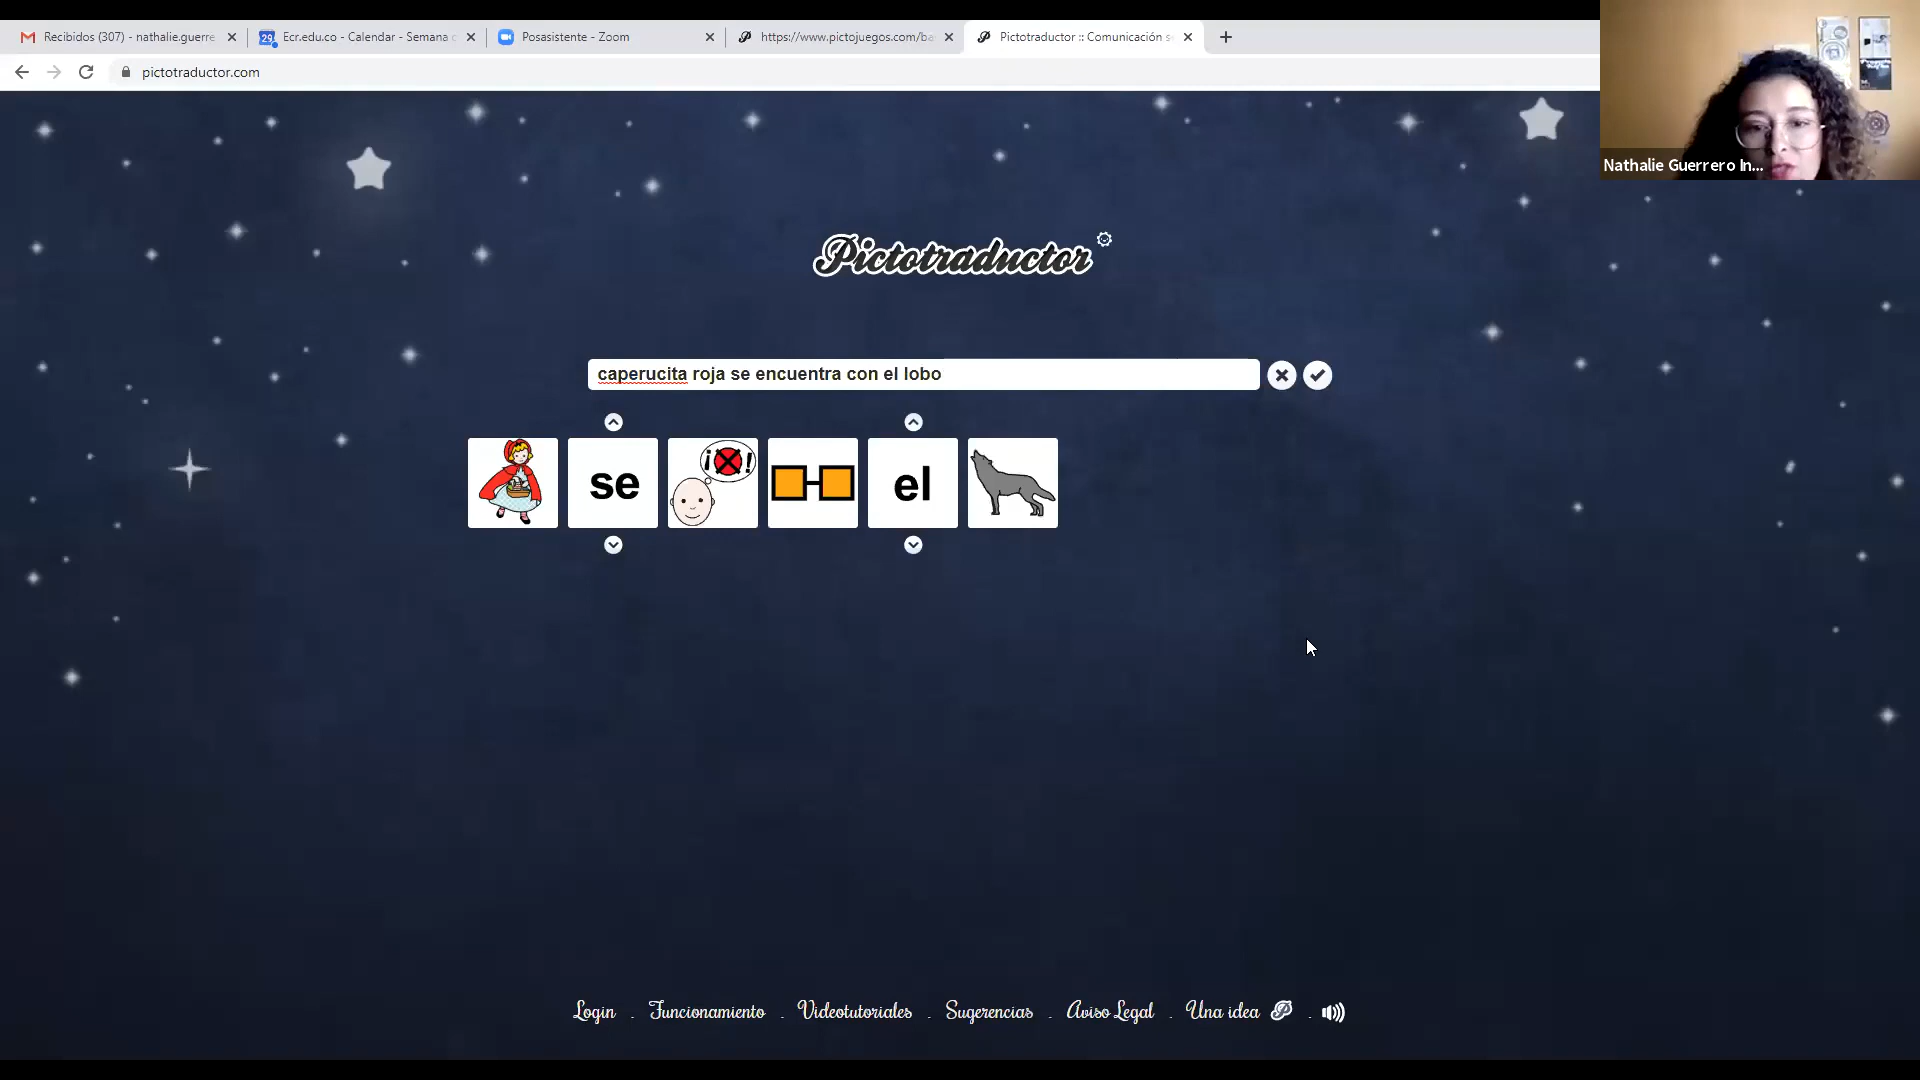 Recibidos (307) - nathalie.guerre
29 Ecr.edu.co - Calendar - Semana
Posasistente - Zoom
https://www.pictojuegos.com/ba
Pictotraductor :: Comunicación s
pictotraductor.com
Nathalie Guerrero In...
Pictotraductor
caperucita roja se encuentra con el lobo
¡ !
se
el
Login . Funcionamiento . Videotutoriales . Sugerencias . Aviso Legal . Una idea .